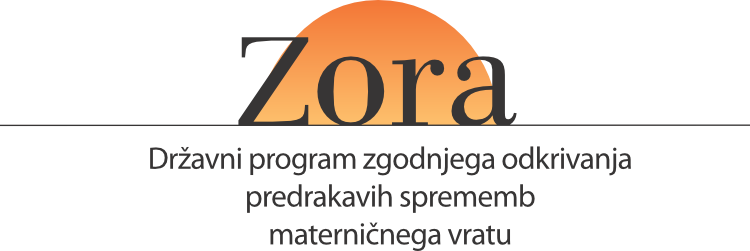 Zora
Državni program zgodnjega odkrivanja
predrakavih sprememb
materničnega vratu